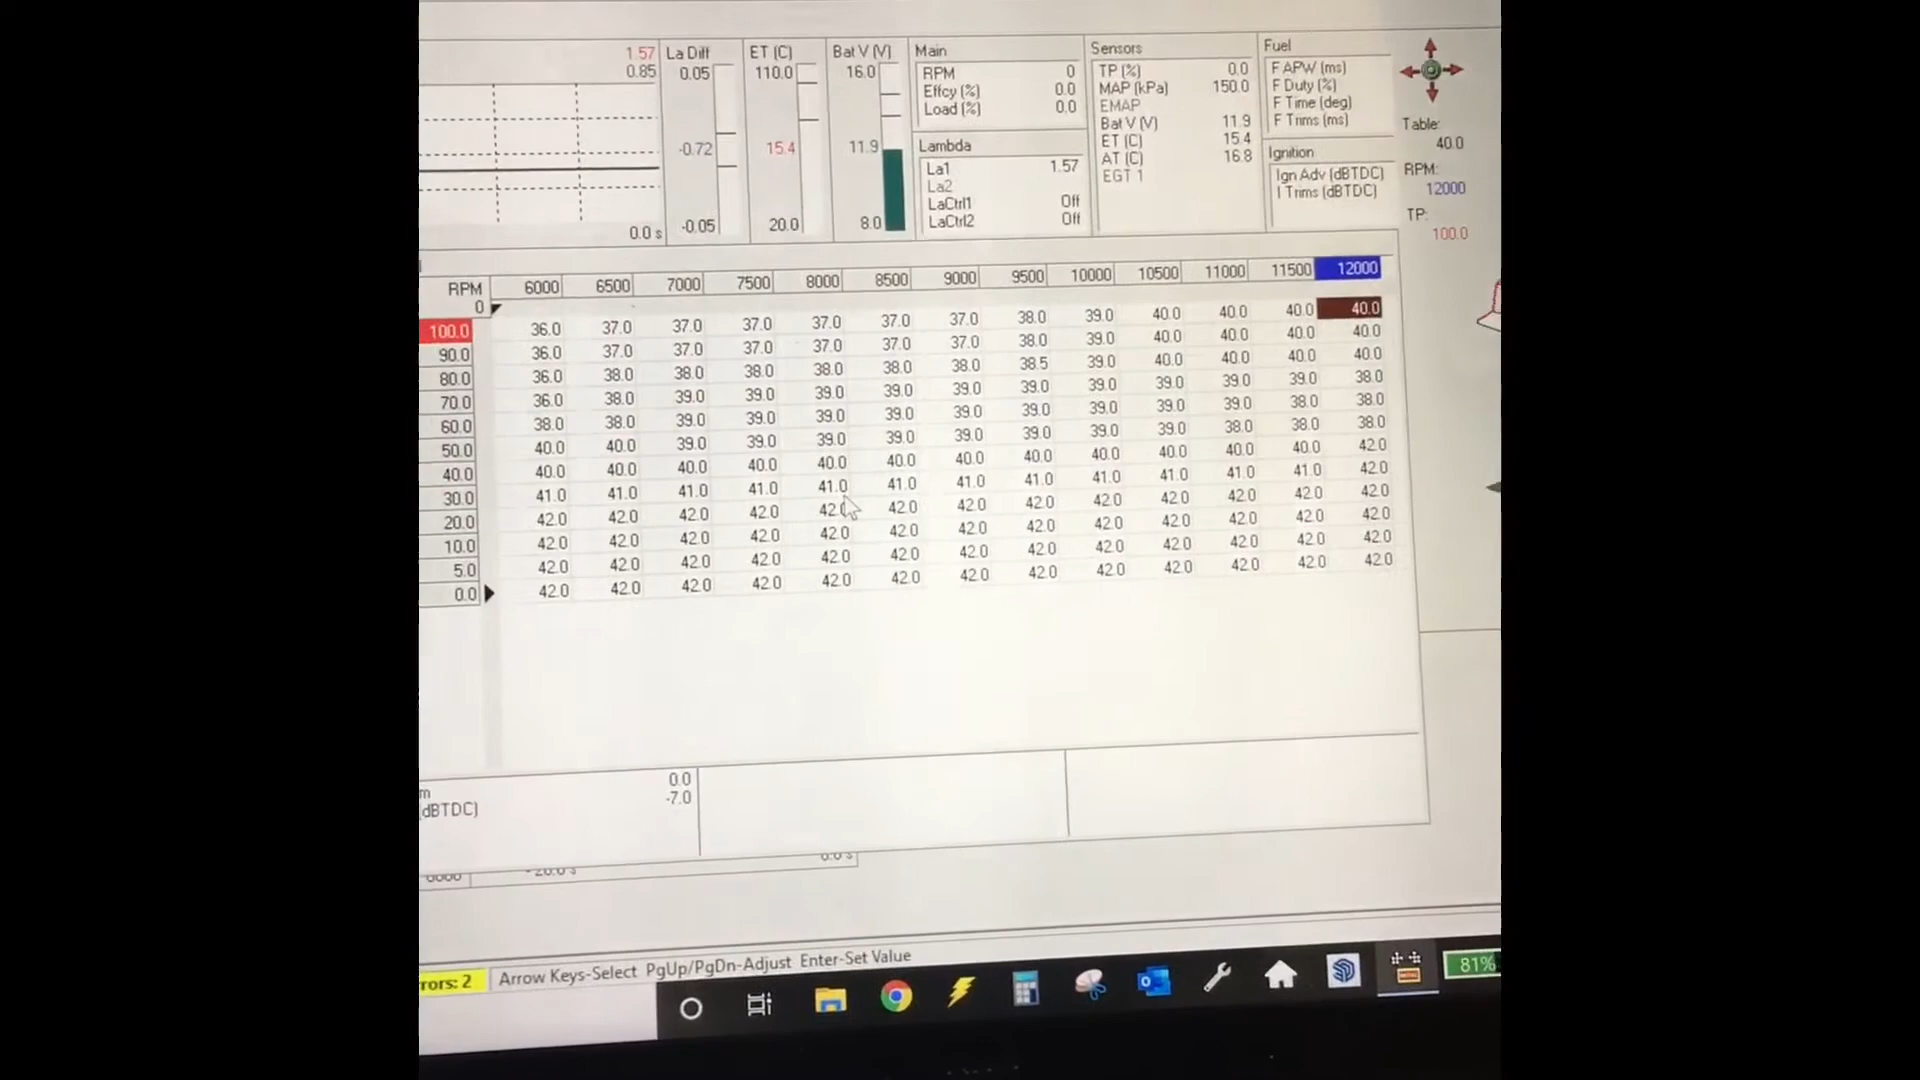 1.57
0.85
0.0 s
La Diff
0.05
-0.72
-0.05
ET (C)
110.0
15.4
20.0
Bat V (V)
16.0
11.9
8.0
Main
RPM 0
Effcy (%) 0.0
Load (%) 0.0
Lambda
La1 1.57
La2
LaCtrl1 Off
LaCtrl2 Off
Sensors
TP (%) 0.0
MAP (kPa) 150.0
EMAP
Bat V (V) 11.9
ET (C) 15.4
AT (C) 16.8
EGT 1
Fuel
F APW (ms)
F Duty (%)
F Time (deg)
F Trims (ms)
Ignition
Ign Adv (dBTDC)
I Trims (dBTDC)
Table:
40.0
RPM:
12000
TP:
100.0
RPM 6000 6500 7000 7500 8000 8500 9000 9500 10000 10500 11000 11500 12000
0
100.0 36.0 37.0 37.0 37.0 37.0 37.0 37.0 38.0 39.0 40.0 40.0 40.0 40.0
90.0 36.0 37.0 37.0 37.0 37.0 37.0 37.0 38.0 39.0 40.0 40.0 40.0 40.0
80.0 36.0 38.0 38.0 38.0 38.0 38.0 38.0 38.5 39.0 40.0 40.0 40.0 40.0
70.0 36.0 38.0 39.0 39.0 39.0 39.0 39.0 39.0 39.0 39.0 39.0 39.0 38.0
60.0 38.0 38.0 39.0 39.0 39.0 39.0 39.0 39.0 39.0 39.0 39.0 38.0 38.0
50.0 40.0 40.0 39.0 39.0 39.0 39.0 39.0 39.0 39.0 39.0 38.0 38.0 38.0
40.0 40.0 40.0 40.0 40.0 40.0 40.0 40.0 40.0 40.0 40.0 40.0 40.0 42.0
30.0 41.0 41.0 41.0 41.0 41.0 41.0 41.0 41.0 41.0 41.0 41.0 41.0 42.0
20.0 42.0 42.0 42.0 42.0 42.0 42.0 42.0 42.0 42.0 42.0 42.0 42.0 42.0
10.0 42.0 42.0 42.0 42.0 42.0 42.0 42.0 42.0 42.0 42.0 42.0 42.0 42.0
5.0 42.0 42.0 42.0 42.0 42.0 42.0 42.0 42.0 42.0 42.0 42.0 42.0 42.0
0.0 42.0 42.0 42.0 42.0 42.0 42.0 42.0 42.0 42.0 42.0 42.0 42.0 42.0
m 0.0
(dBTDC) -7.0
rors: 2 Arrow Keys-Select PgUp/PgDn-Adjust Enter-Set Value
81%